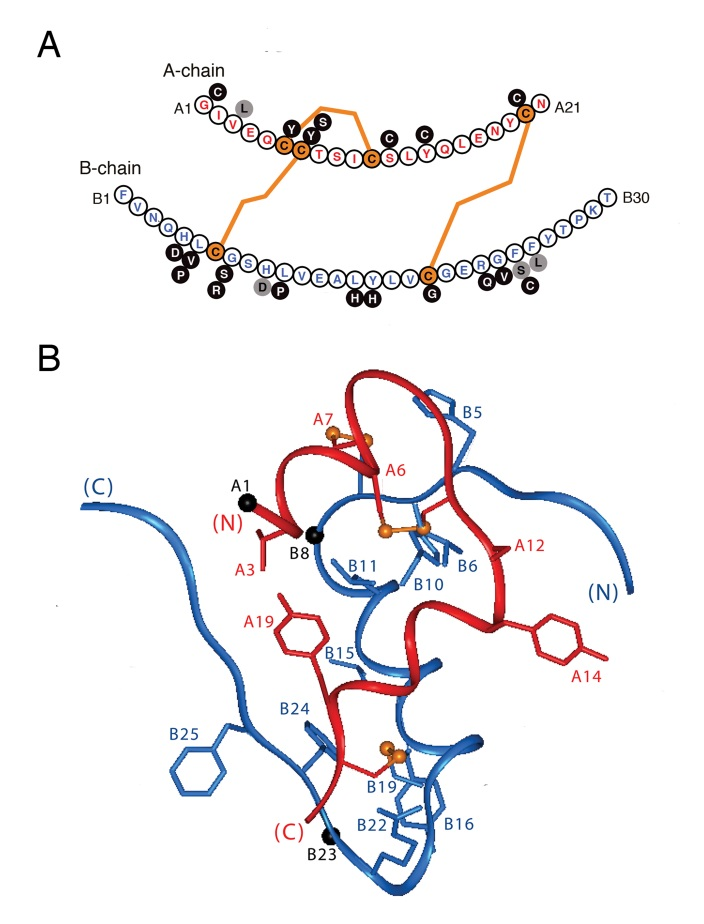 A
A-chain
C L Y Y S C C C
A1 G I V E Q C C T S I C S L Y Q L E N Y C N A21
B-chain
B1 F V N Q H L C G S H L V E A L Y L V C G E R G F F Y T P K T B30
D V S D P H H G Q V S L
P R C
B
B5
A7
A6
(C)
A1
(N)
B8
A12
A3
B11
B6
B10
(N)
A19
B15
A14
B24
B25
B19
B22
B16
(C)
B23